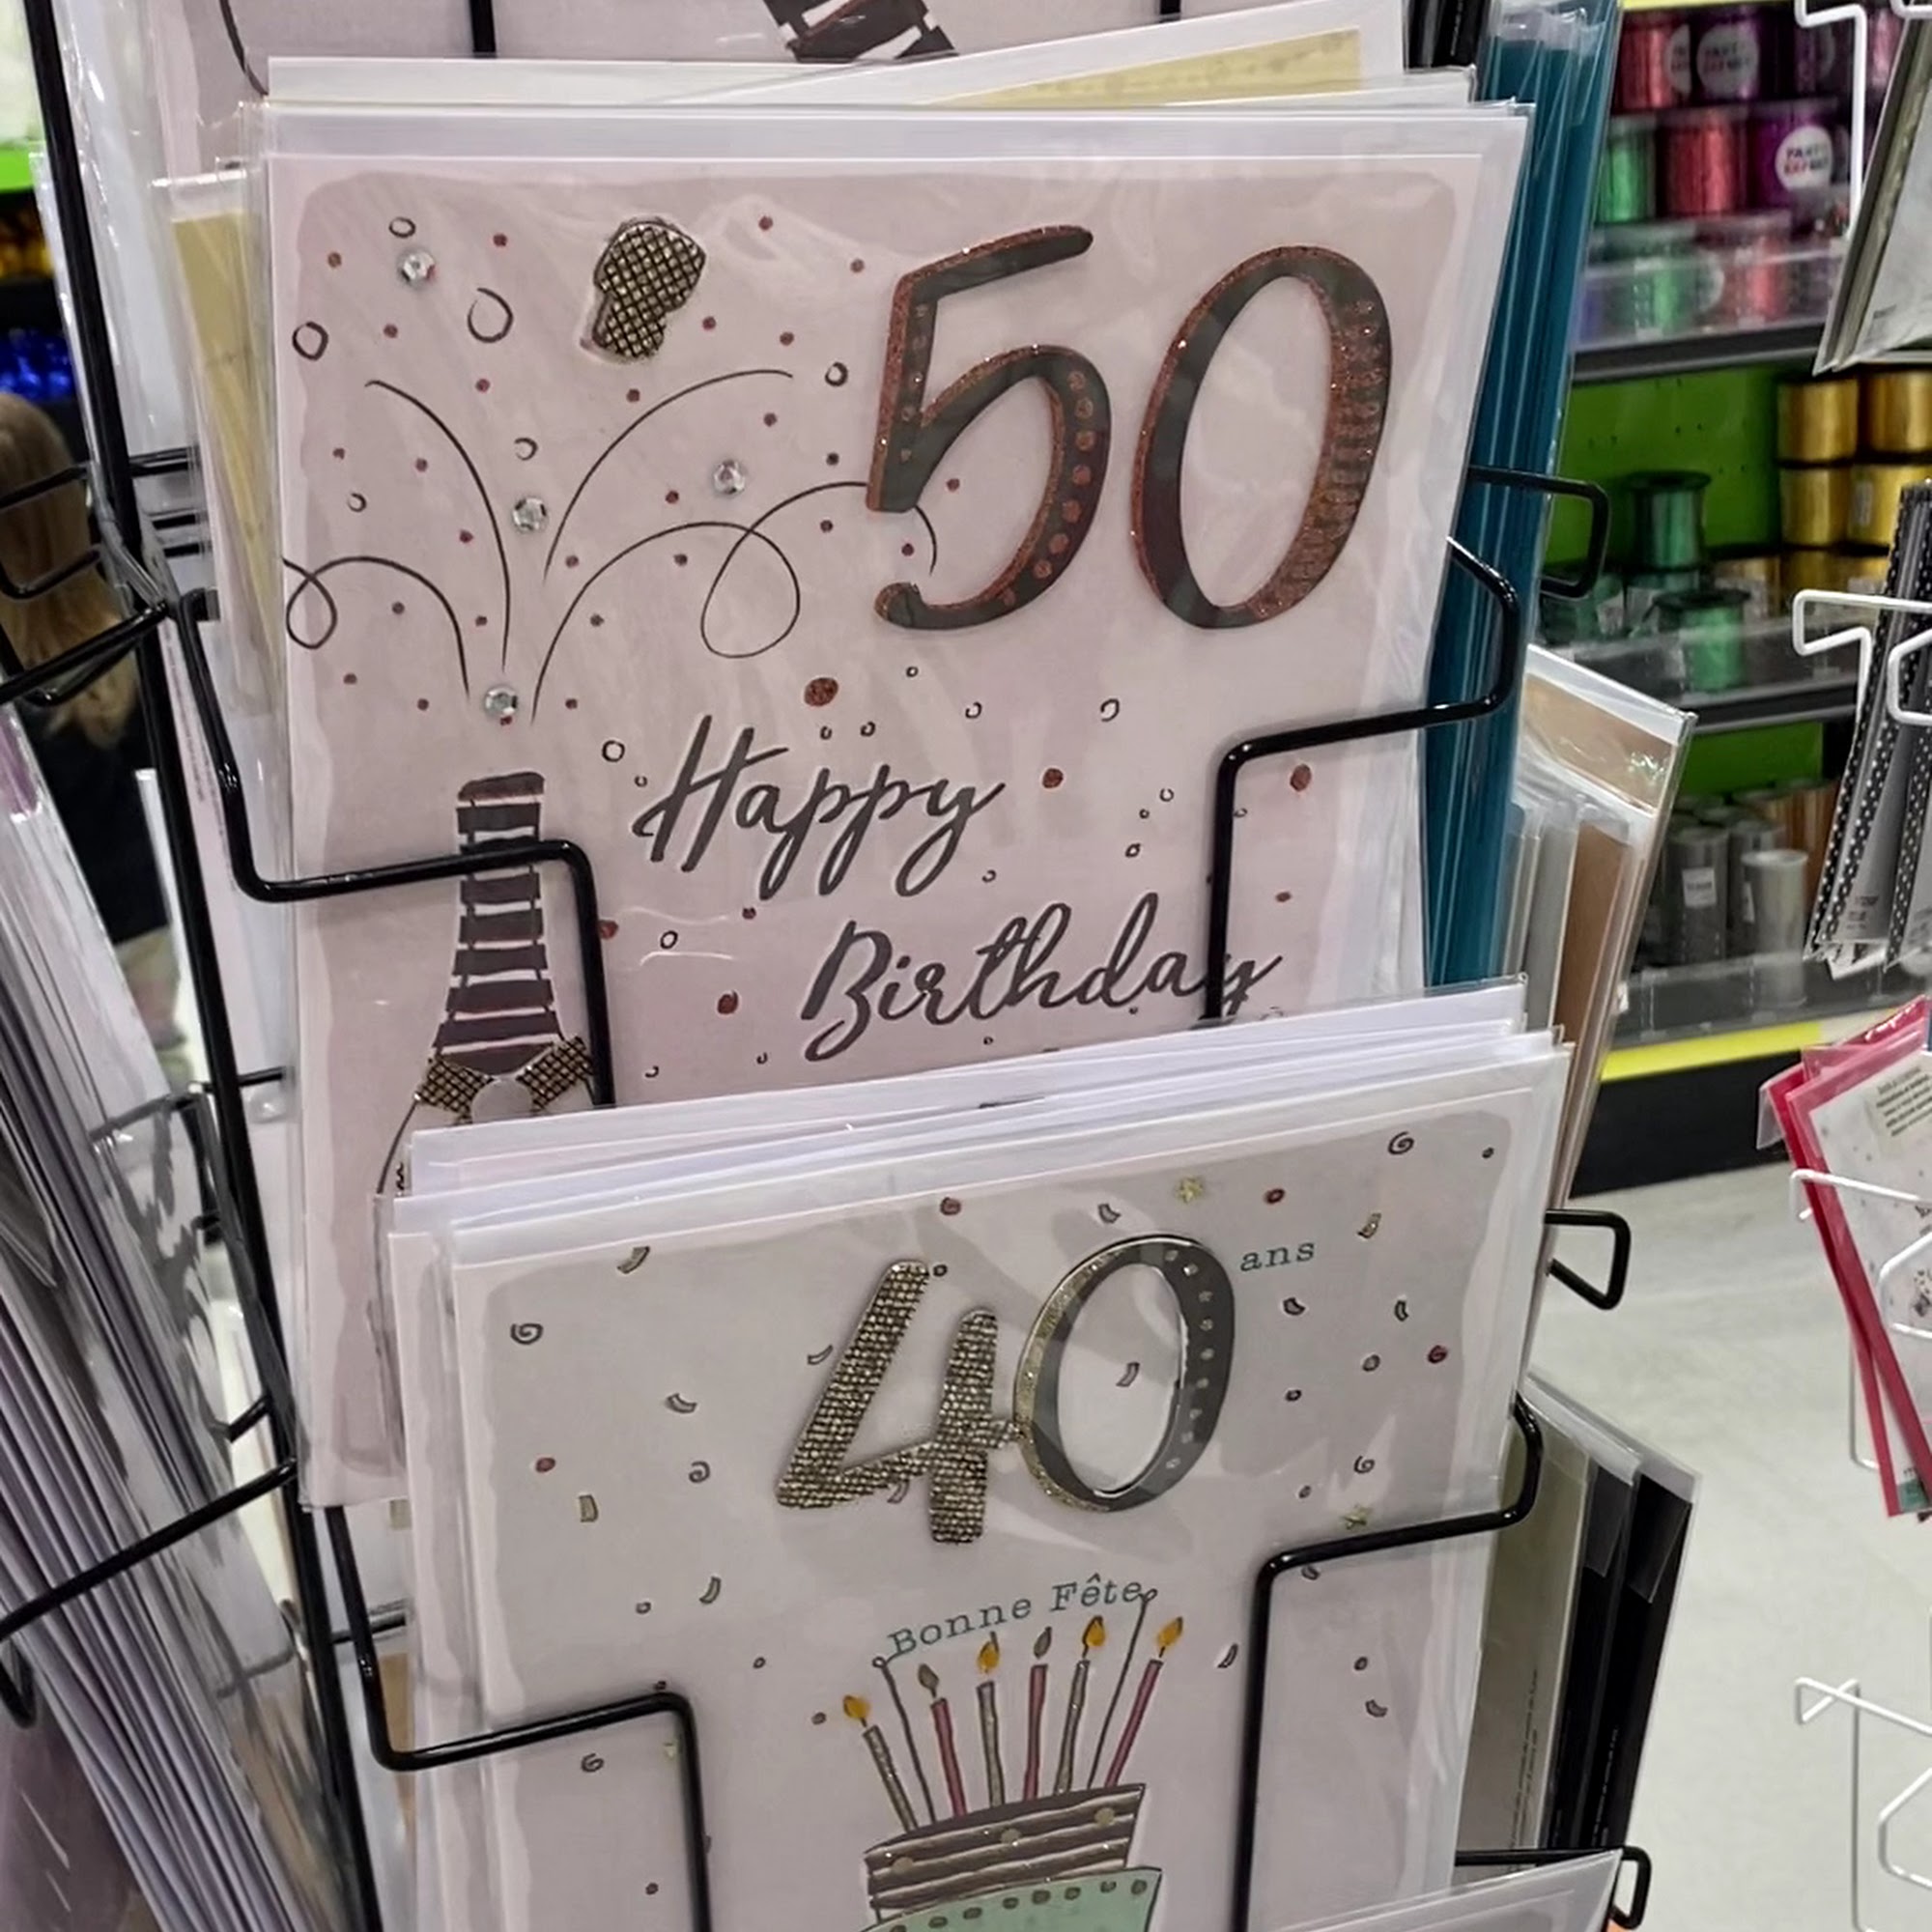 50
Happy
Birthday
40 ans
Bonne Fête